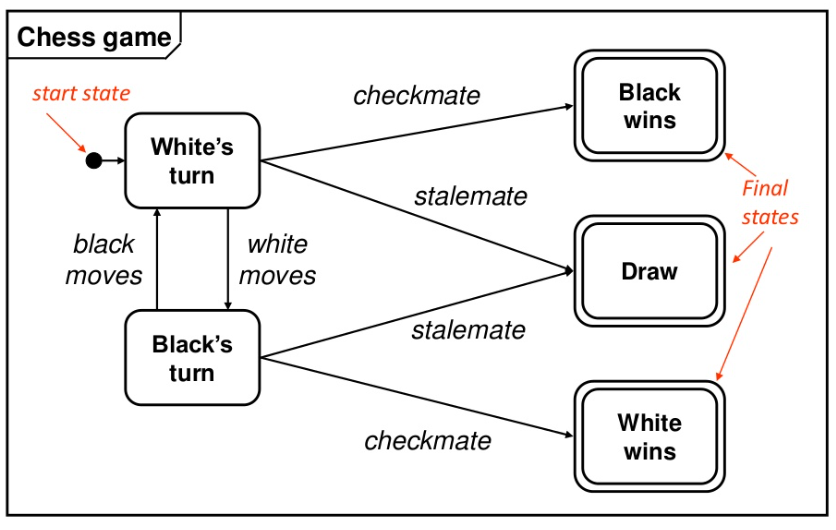 Chess game
start state
White's
turn
checkmate
Black
wins
stalemate
Final
states
black
moves
white
moves
Draw
Black's
turn
stalemate
checkmate
White
wins